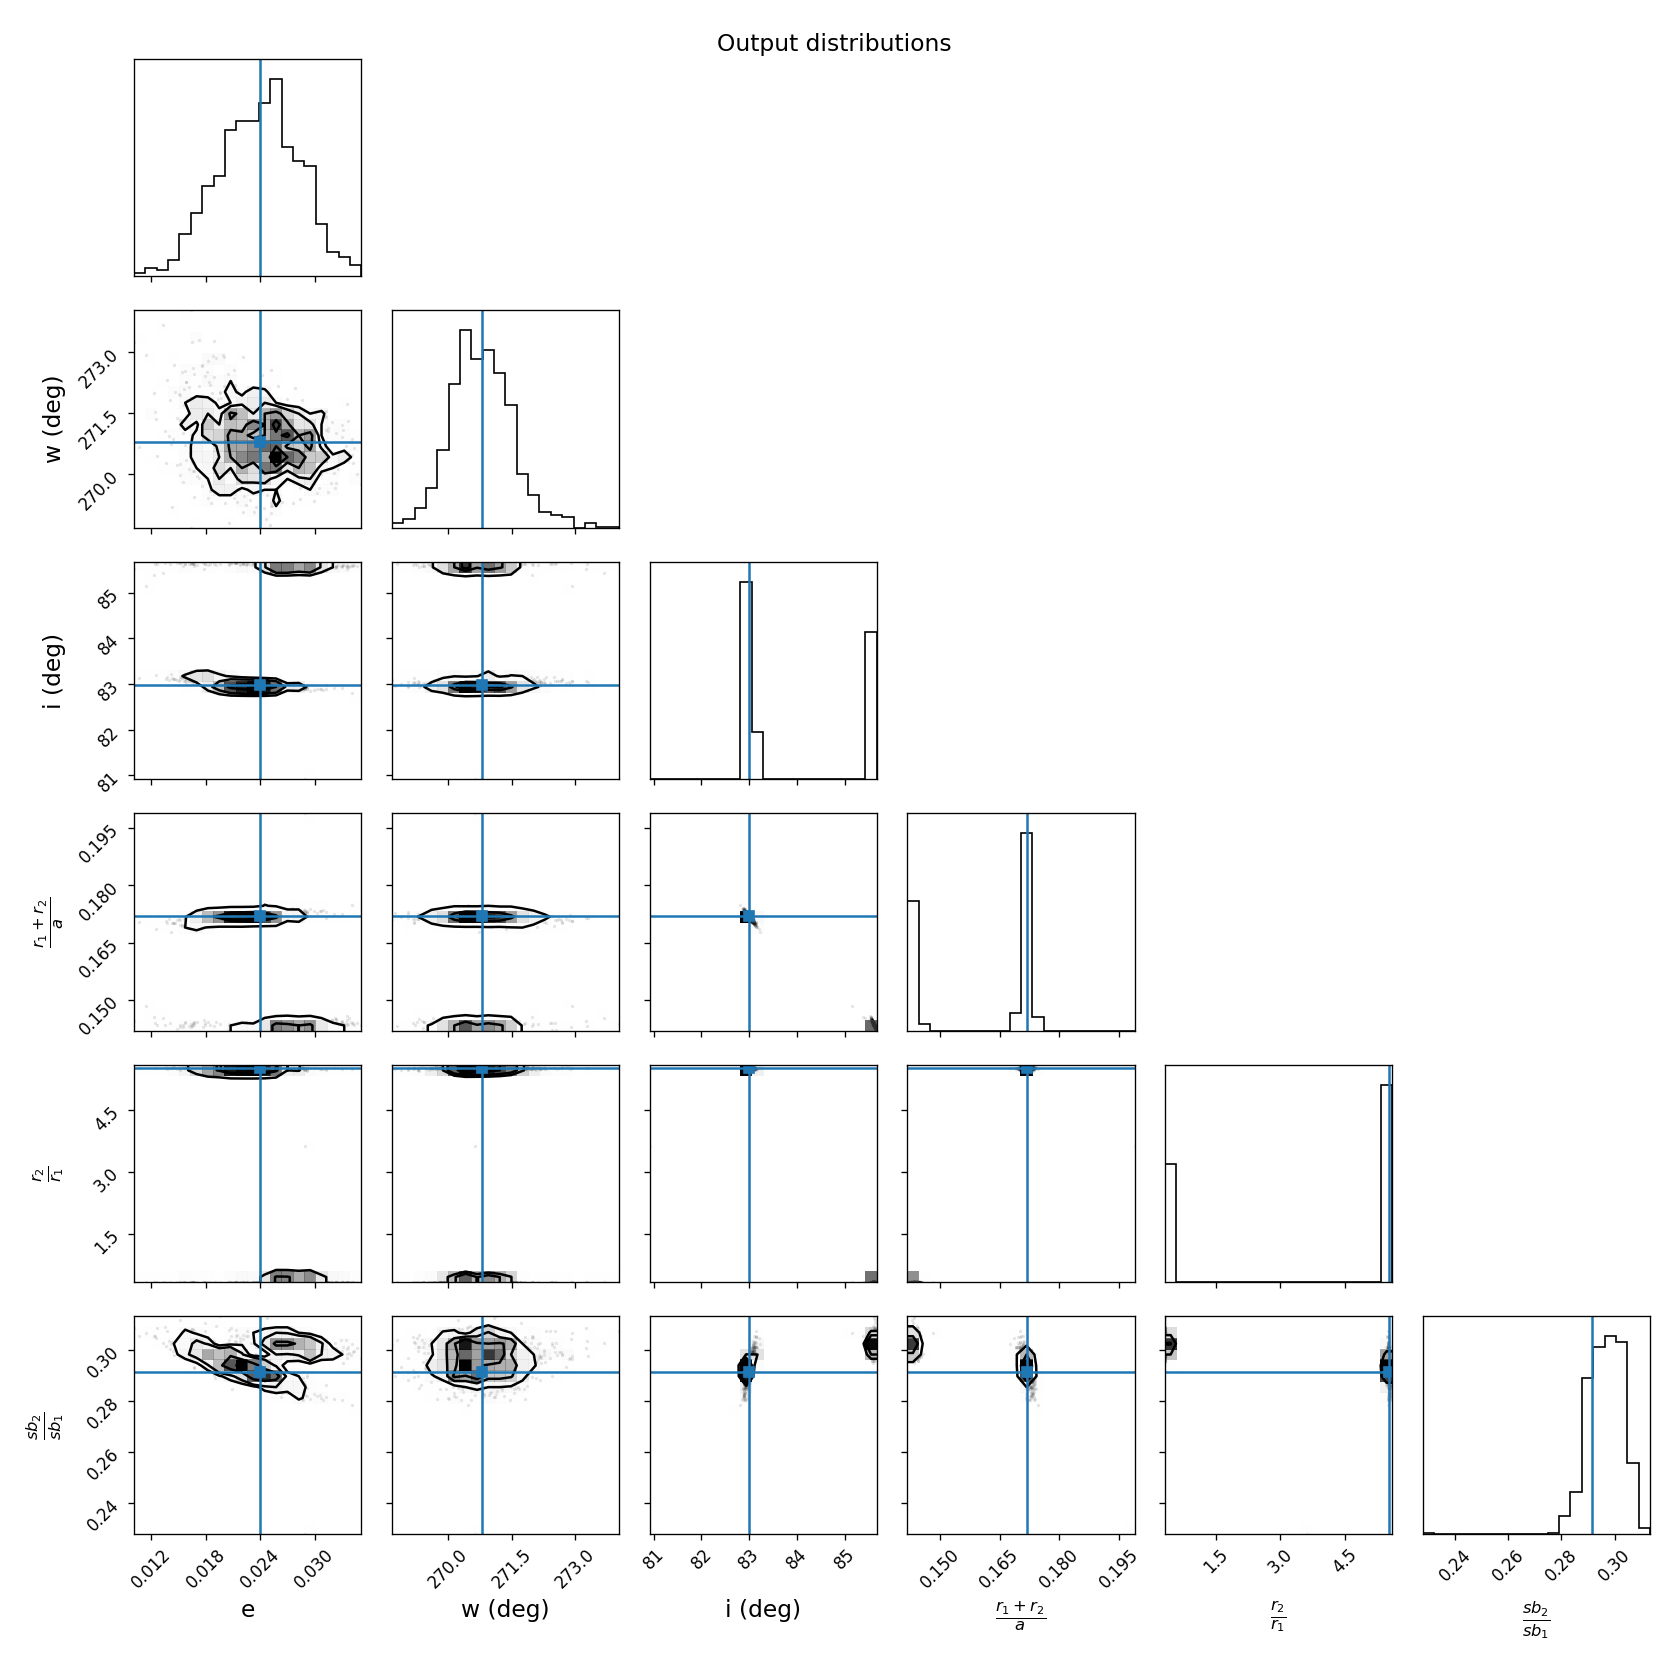 Output distributions
w (deg)
273.0
271.5
270.0
i (deg)
85
84
83
82
81
r₁ + r₂
a
0.195
0.180
0.165
0.150
r₂
r₁
4.5
3.0
1.5
sb₂
sb₁
0.30
0.28
0.26
0.24
0.012 0.018 0.024 0.030 270.0 271.5 273.0 81 82 83 84 85 0.150 0.165 0.180 0.195 1.5 3.0 4.5 0.24 0.26 0.28 0.30
e w (deg) i (deg) r₁ + r₂ r₂ sb₂
a r₁ sb₁